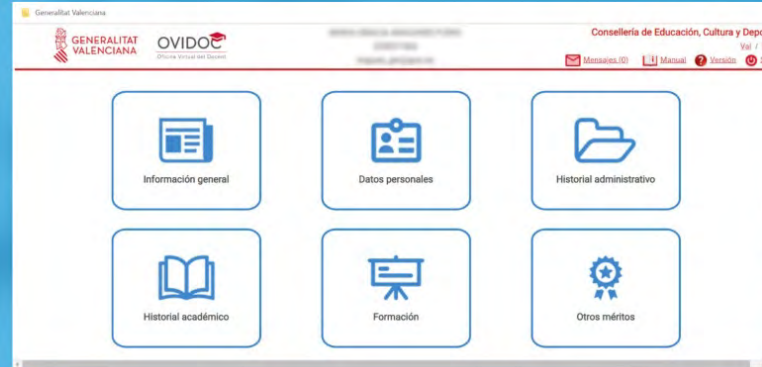 Generalitat Valenciana
GENERALITAT
VALENCIANA
OVIDOC
Oficina Virtual del Docent
Conselleria de Educación, Cultura y Depo
Val /
Mensajes (0)
Manual
Versión
Información general
Datos personales
Historial administrativo
Historial académico
Formación
Otros méritos